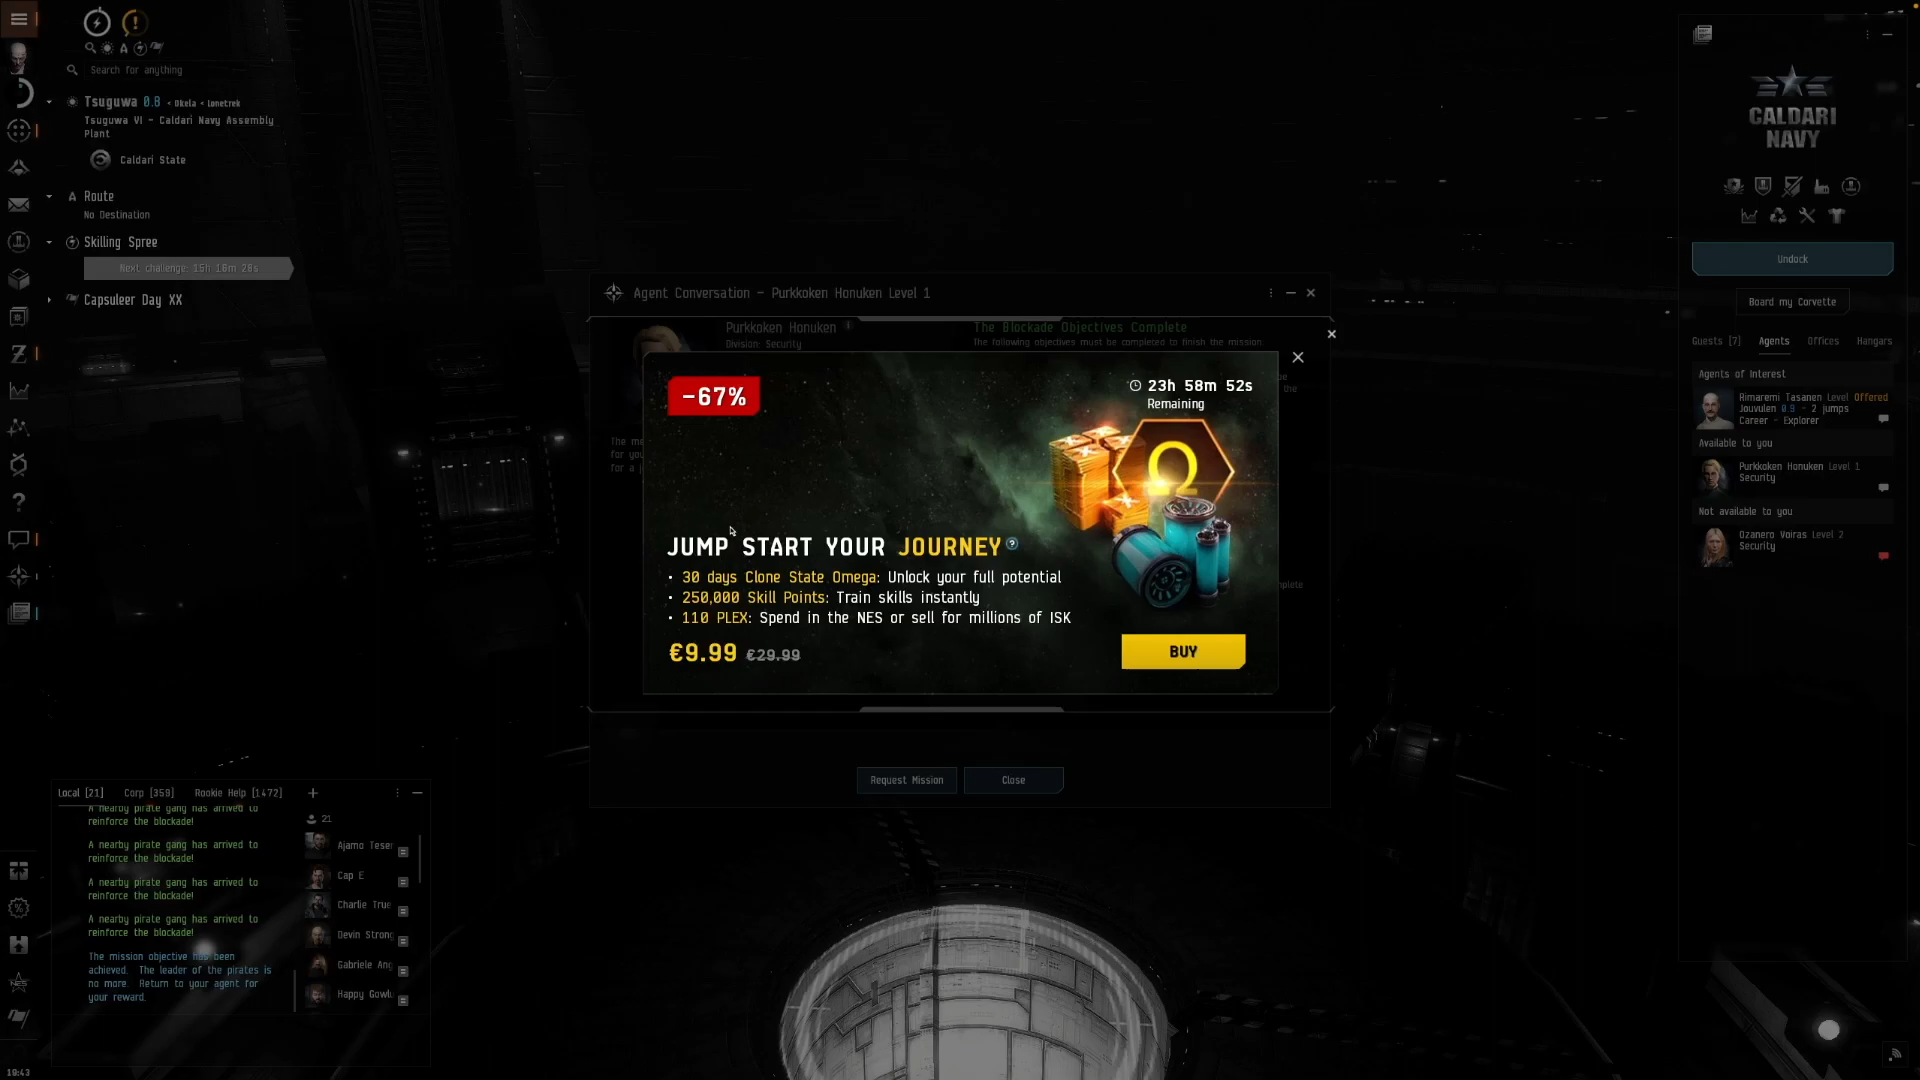 Search for anything
Tsuguwa 0.8 < Okela < Lonetrek
Tsuguwa VI - Caldari Navy Assembly
Plant
Caldari State
Route
No Destination
Skilling Spree
Next challenge: 15h 16m 28s
Capsuleer Day XX
Agent Conversation - Purkkoken Honuken Level 1
Purkkoken Honuken
Division: Security
The Blockade Objectives Complete
The following objectives must be completed to finish the mission.
-67%
23h 58m 52s
Remaining
JUMP START YOUR JOURNEY
• 30 days Clone State Omega: Unlock your full potential
• 250,000 Skill Points: Train skills instantly
• 110 PLEX: Spend in the NES or sell for millions of ISK
€9.99 €29.99
BUY
Request Mission
Close
CALDARI
NAVY
Undock
Board my Corvette
Guests [7] Agents Offices Hangars
Agents of Interest
Rimaremi Tasanen Level Offered
Jouvulen 0.9 - 2 jumps
Career - Explorer
Available to you
Purkkoken Honuken Level 1
Security
Not available to you
Ozanero Voiras Level 2
Security
Local [21] Corp [359] Rookie Help [1472]
A nearby pirate gang has arrived to
reinforce the blockade!
A nearby pirate gang has arrived to
reinforce the blockade!
A nearby pirate gang has arrived to
reinforce the blockade!
A nearby pirate gang has arrived to
reinforce the blockade!
The mission objective has been
achieved. The leader of the pirates is
no more. Return to your agent for
your reward.
21
Ajamo Teser
Cap E
Charlie True
Devin Strong
Gabriele Ang
Happy Gowl
NES
10:43